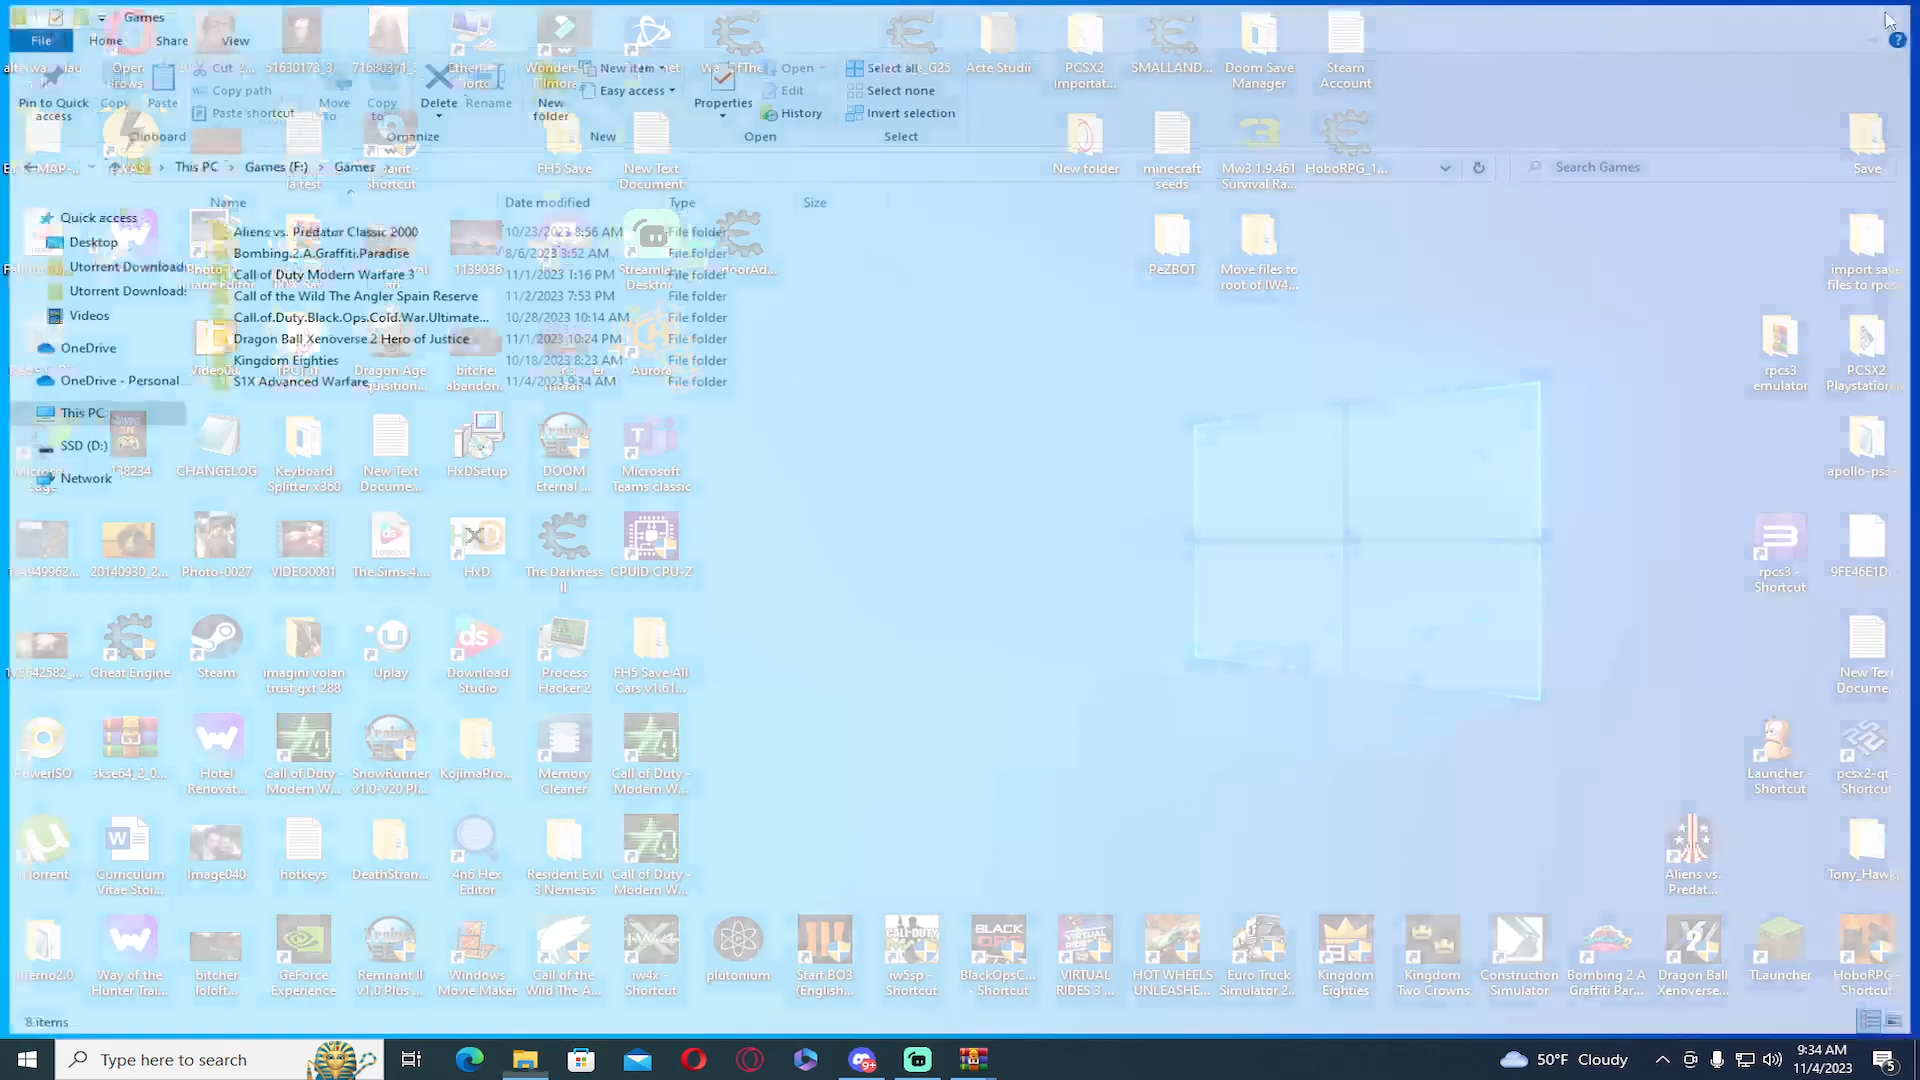 Games
File
Home
Share
View
51630173_3...
71680371_3...
Acte Studii
PCSX2
importat...
SMALLAND...
Doom Save
Manager
Steam
Account
Pin to Quick
access
Copy
Paste
Cut
Copy path
Paste shortcut
Clipboard
Move
to
Copy
to
Delete
Rename
Organize
New
folder
New item
Easy access
New
Properties
Open
Edit
History
Open
Select all
Select none
Invert selection
Select
This PC
Games (F:)
Games
Search Games
FH5 Save
New Text
Document
New folder
minecraft
seeds
Mw3 1.9.461
Survival Ra...
HoboRPG_1...
Save
Name
Date modified
Type
Size
Aliens vs. Predator Classic 2000
10/23/2023 8:56 AM
File folder
Bombing.2.A.Graffiti.Paradise
8/6/2023 3:52 AM
File folder
Call of Duty Modern Warfare 3
11/1/2023 1:16 PM
File folder
Call of the Wild The Angler Spain Reserve
11/2/2023 7:53 PM
File folder
Call.of.Duty.Black.Ops.Cold.War.Ultimate...
10/28/2023 10:14 AM
File folder
Dragon Ball Xenoverse 2 Hero of Justice
11/1/2023 10:24 PM
File folder
Kingdom Eighties
10/18/2023 8:23 AM
File folder
S1X Advanced Warfare
11/4/2023 9:34 AM
File folder
Quick access
Desktop
Utorrent Downloads
Utorrent Downloads
Videos
OneDrive
OneDrive - Personal
This PC
SSD (D:)
Network
1139036
Streamlabs
Desktop
PeZBOT
Move files to
root of IW4...
import save
files to rpcs
Dragon Age
bitcher
abandon...
Aurora
rpcs3
emulator
PCSX2
Playstation...
138234
CHANGELOG
Keyboard
Splitter x360
New Text
Docume...
HxDSetup
DOOM
Eternal ...
Microsoft
Teams classic
apollo-ps3-
20140930_2...
Photo-0027
VIDEO0001
The.Sims.4....
HxD
The Darkness
II
CPUID CPU-Z
rpcs3 -
Shortcut
9FE46E1D
Cheat Engine
Steam
imagini volan
trust gxt 288
Uplay
Download
Studio
Process
Hacker 2
FH5 Save All
Cars v1.61...
New Text
Docume...
PowerISO
skse64_2_0...
Hotel
Renovat...
Call of Duty -
Modern W...
SnowRunner
v1.0-v20 Pl...
KojimaPro...
Memory
Cleaner
Call of Duty -
Modern W...
Launcher -
Shortcut
pcsx2-qt -
Shortcut
Curriculum
Vitae Stoi...
Image040
hotkeys
DeathStran...
4n6 Hex
Editor
Resident Evil
3 Nemesis
Call of Duty -
Modern W...
Aliens vs.
Predat...
Tony_Hawk
Inferno2.0
Way of the
Hunter Trai...
bitcher
loloft...
GeForce
Experience
Remnant II
v1.0 Plus ...
Windows
Movie Maker
Call of the
Wild The A...
iw4x -
Shortcut
plutonium
Start BO3
(English...
iw5sp -
Shortcut
BlackOpsC...
- Shortcut
VIRTUAL
RIDES 3 ...
HOT WHEELS
UNLEASHE...
Euro Truck
Simulator 2...
Kingdom
Eighties
Kingdom
Two Crowns
Construction
Simulator
Bombing 2 A
Graffiti Par...
Dragon Ball
Xenoverse...
TLauncher
HoboRPG -
Shortcut
8 items
Type here to search
50°F Cloudy
9:34 AM
11/4/2023
5